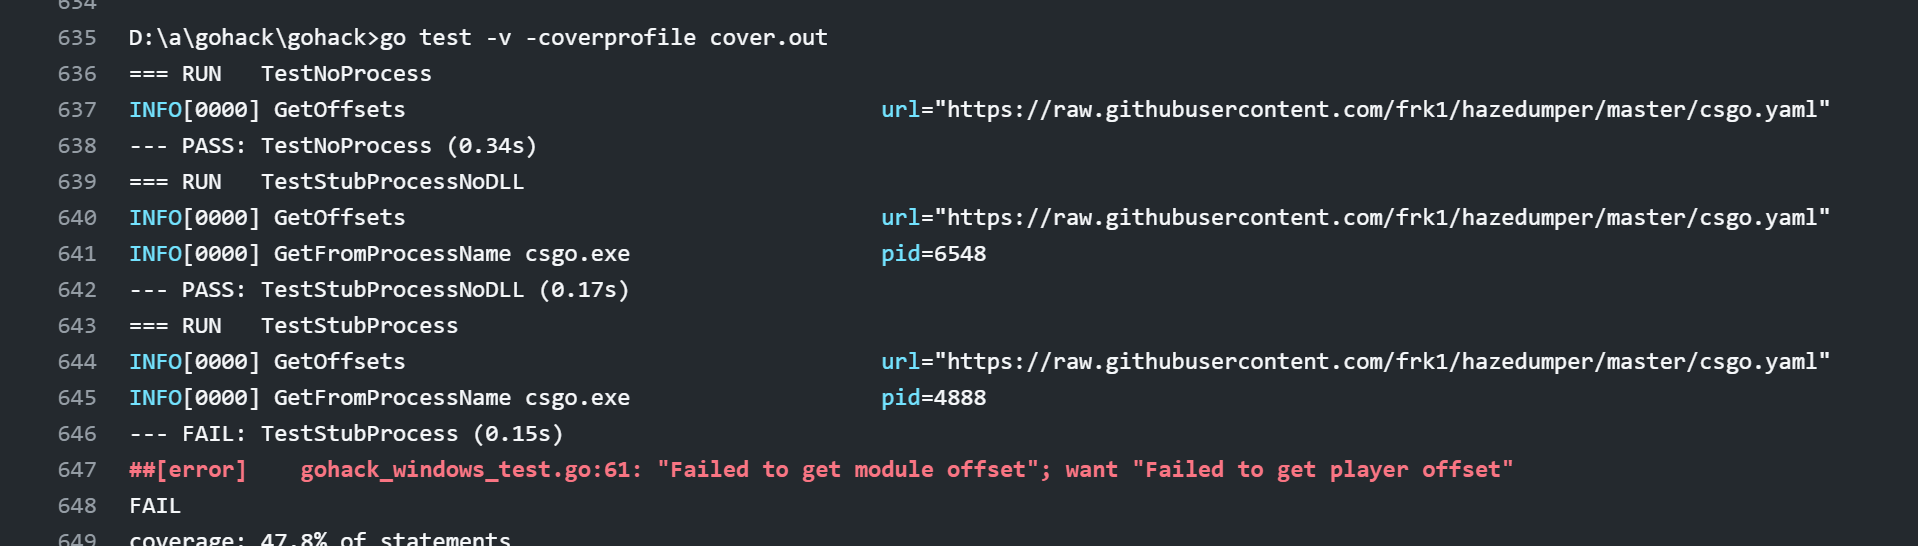 634
635 D:\a\gohack\gohack>go test -v -coverprofile cover.out
636 === RUN   TestNoProcess
637 INFO[0000] GetOffsets                                    url="https://raw.githubusercontent.com/frk1/hazedumper/master/csgo.yaml"
638 --- PASS: TestNoProcess (0.34s)
639 === RUN   TestStubProcessNoDLL
640 INFO[0000] GetOffsets                                    url="https://raw.githubusercontent.com/frk1/hazedumper/master/csgo.yaml"
641 INFO[0000] GetFromProcessName csgo.exe                   pid=6548
642 --- PASS: TestStubProcessNoDLL (0.17s)
643 === RUN   TestStubProcess
644 INFO[0000] GetOffsets                                    url="https://raw.githubusercontent.com/frk1/hazedumper/master/csgo.yaml"
645 INFO[0000] GetFromProcessName csgo.exe                   pid=4888
646 --- FAIL: TestStubProcess (0.15s)
647 ##[error]    gohack_windows_test.go:61: "Failed to get module offset"; want "Failed to get player offset"
648 FAIL
649 coverage: 47.8% of statements